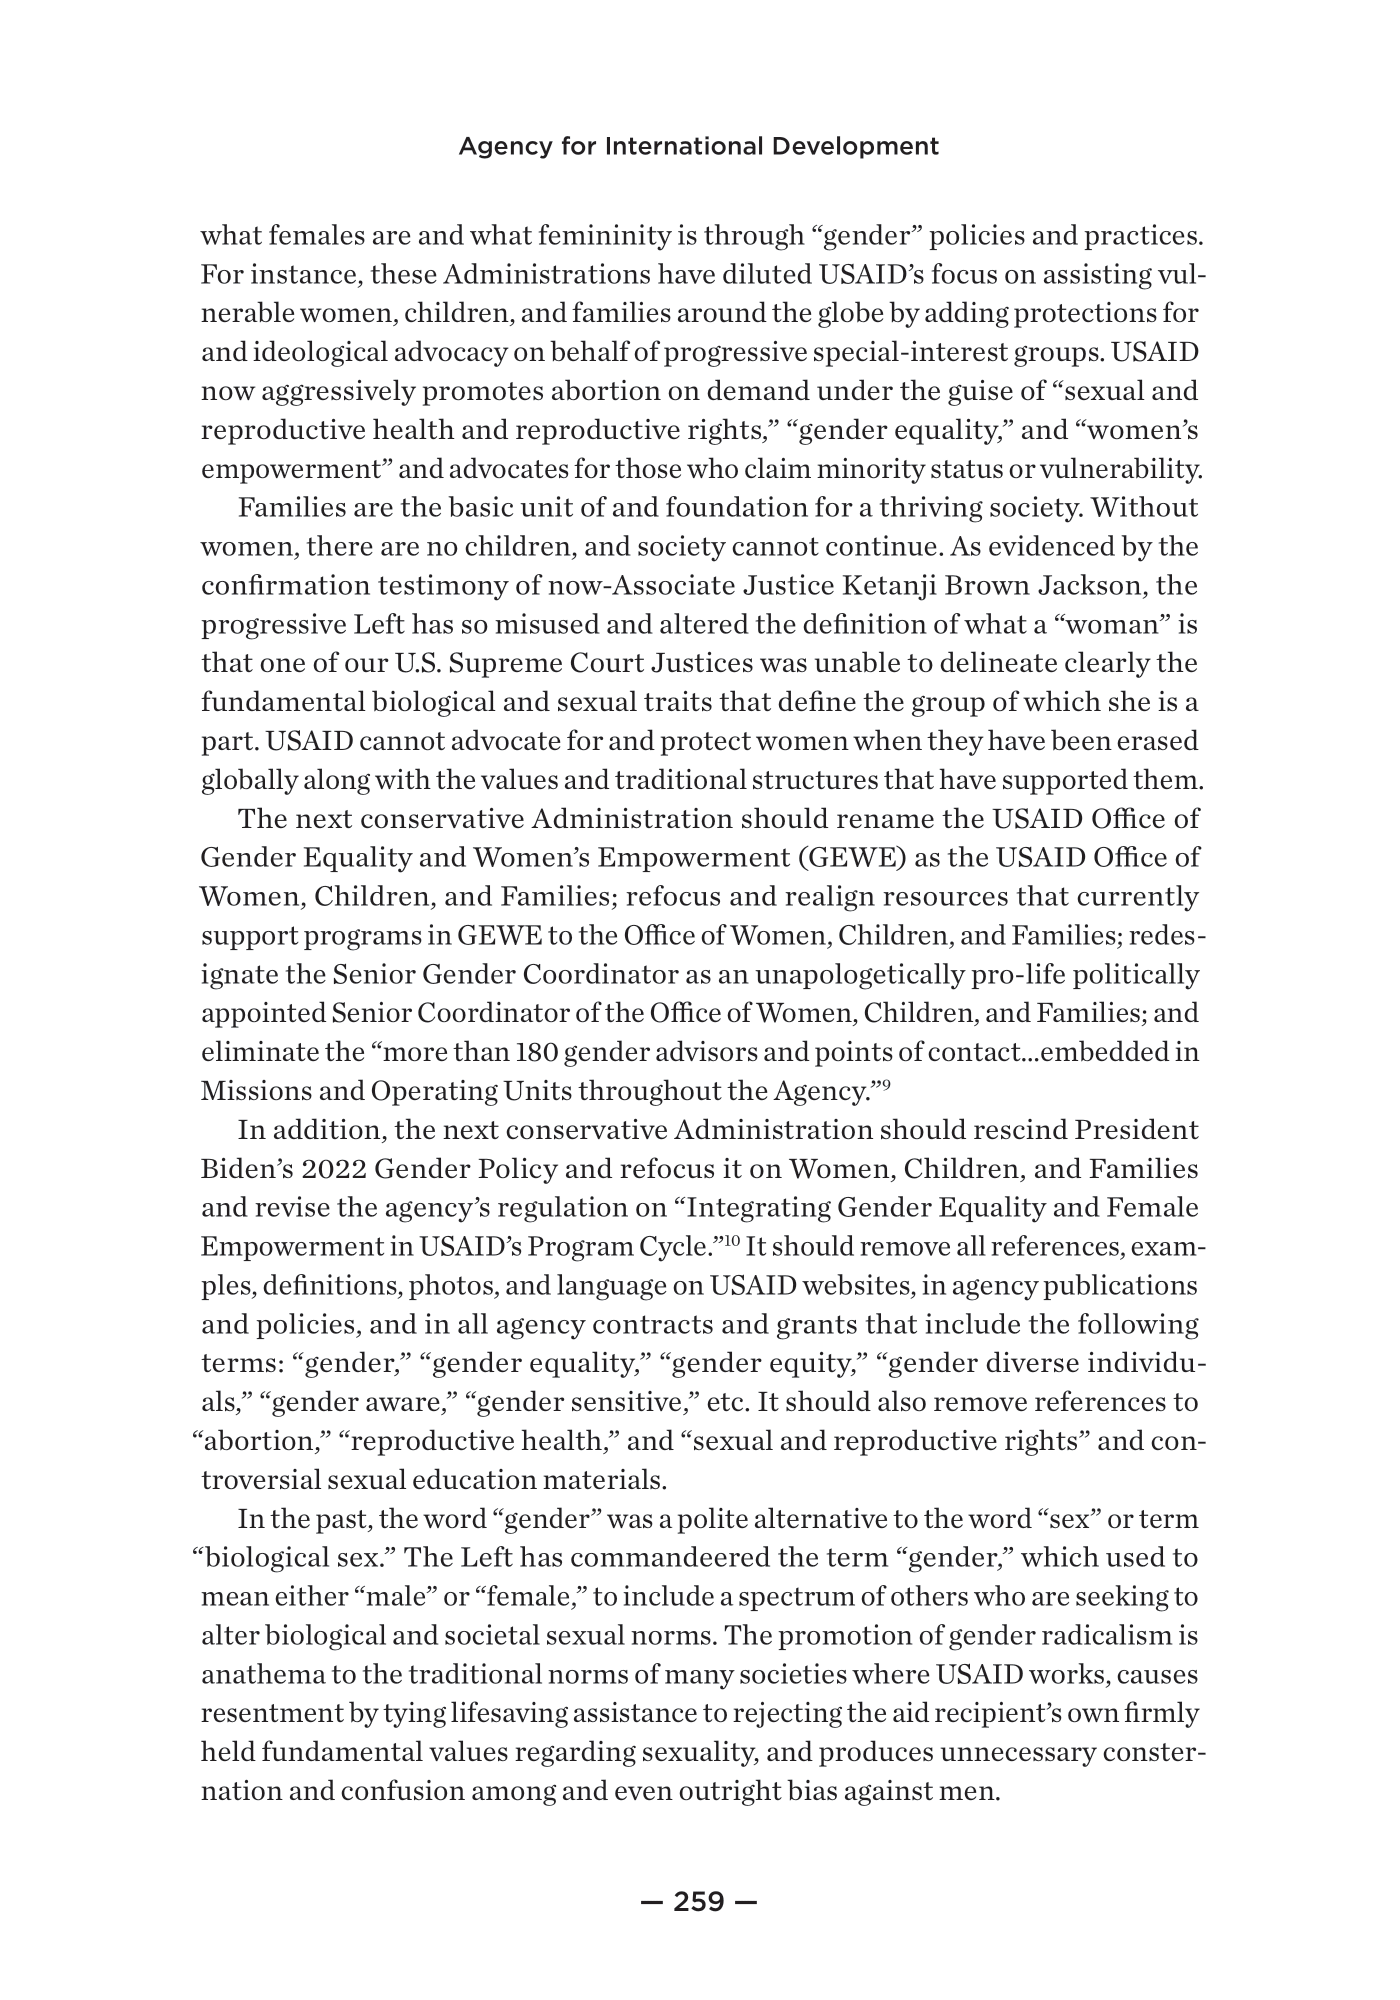 Agency for International Development
what females are and what femininity is through “gender” policies and practices.
For instance, these Administrations have diluted USAID’s focus on assisting vul-
nerable women, children, and families around the globe by adding protections for
and ideological advocacy on behalf of progressive special-interest groups. USAID
now aggressively promotes abortion on demand under the guise of “sexual and
reproductive health and reproductive rights,” “gender equality,” and “women’s
empowerment” and advocates for those who claim minority status or vulnerability.
Families are the basic unit of and foundation for a thriving society. Without
women, there are no children, and society cannot continue. As evidenced by the
confirmation testimony of now-Associate Justice Ketanji Brown Jackson, the
progressive Left has so misused and altered the definition of what a “woman” is
that one of our U.S. Supreme Court Justices was unable to delineate clearly the
fundamental biological and sexual traits that define the group of which she is a
part. USAID cannot advocate for and protect women when they have been erased
globally along with the values and traditional structures that have supported them.
The next conservative Administration should rename the USAID Office of
Gender Equality and Women’s Empowerment (GEWE) as the USAID Office of
Women, Children, and Families; refocus and realign resources that currently
support programs in GEWE to the Office of Women, Children, and Families; redes-
ignate the Senior Gender Coordinator as an unapologetically pro-life politically
appointed Senior Coordinator of the Office of Women, Children, and Families; and
eliminate the “more than 180 gender advisors and points of contact…embedded in
Missions and Operating Units throughout the Agency.”⁹
In addition, the next conservative Administration should rescind President
Biden’s 2022 Gender Policy and refocus it on Women, Children, and Families
and revise the agency’s regulation on “Integrating Gender Equality and Female
Empowerment in USAID’s Program Cycle.”¹⁰ It should remove all references, exam-
ples, definitions, photos, and language on USAID websites, in agency publications
and policies, and in all agency contracts and grants that include the following
terms: “gender,” “gender equality,” “gender equity,” “gender diverse individu-
als,” “gender aware,” “gender sensitive,” etc. It should also remove references to
“abortion,” “reproductive health,” and “sexual and reproductive rights” and con-
troversial sexual education materials.
In the past, the word “gender” was a polite alternative to the word “sex” or term
“biological sex.” The Left has commandeered the term “gender,” which used to
mean either “male” or “female,” to include a spectrum of others who are seeking to
alter biological and societal sexual norms. The promotion of gender radicalism is
anathema to the traditional norms of many societies where USAID works, causes
resentment by tying lifesaving assistance to rejecting the aid recipient’s own firmly
held fundamental values regarding sexuality, and produces unnecessary conster-
nation and confusion among and even outright bias against men.
— 259 —